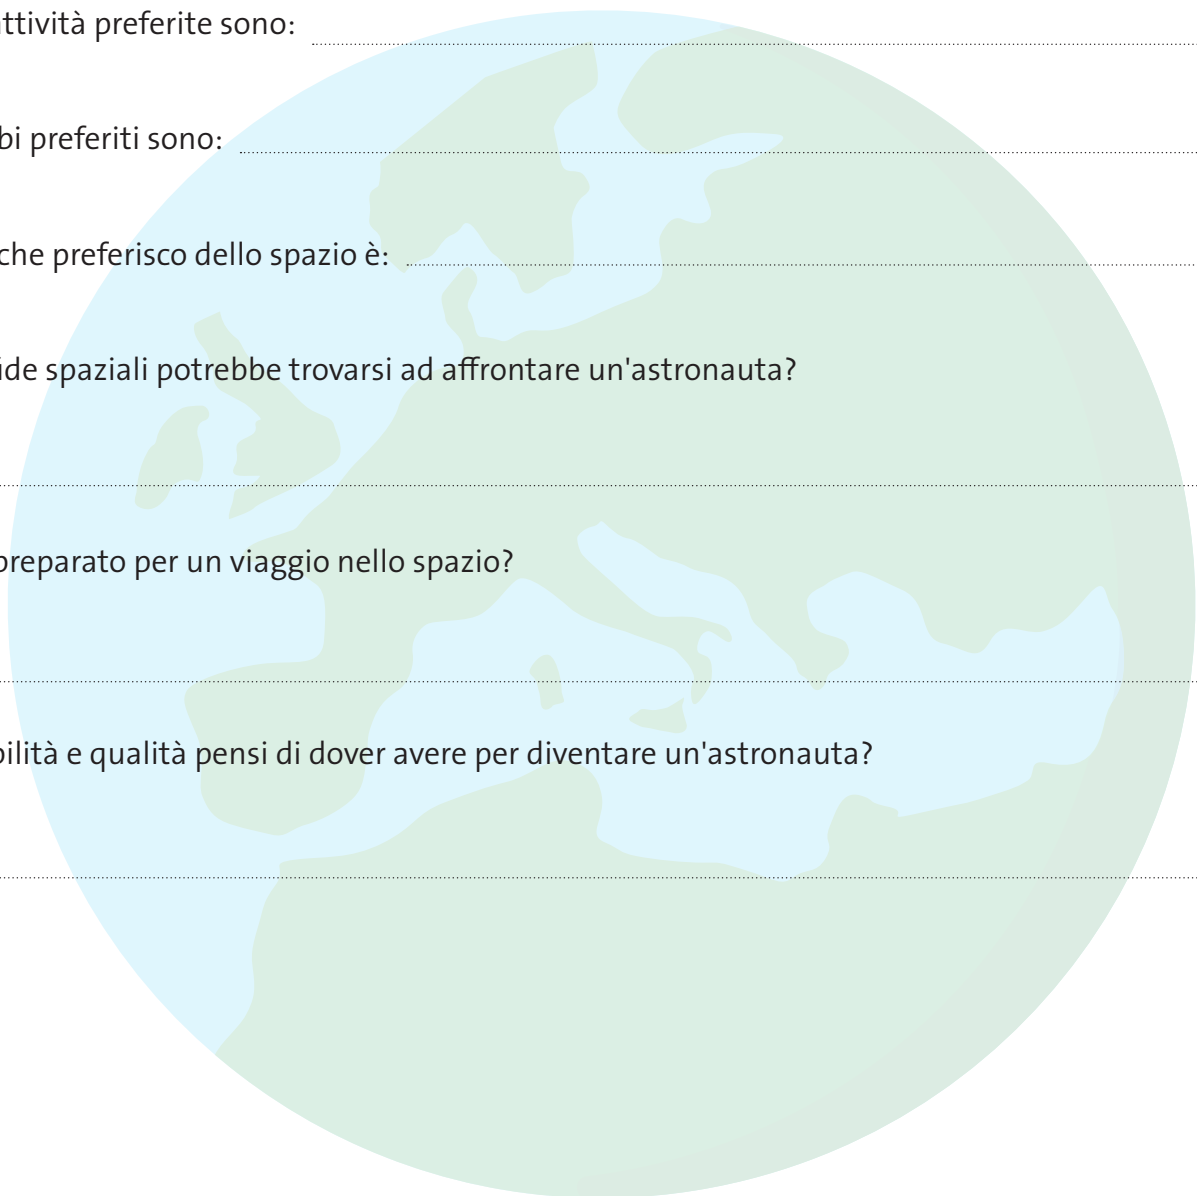 attività preferite sono:
bi preferiti sono:
che preferisco dello spazio è:
ide spaziali potrebbe trovarsi ad affrontare un'astronauta?
preparato per un viaggio nello spazio?
bilità e qualità pensi di dover avere per diventare un'astronauta?